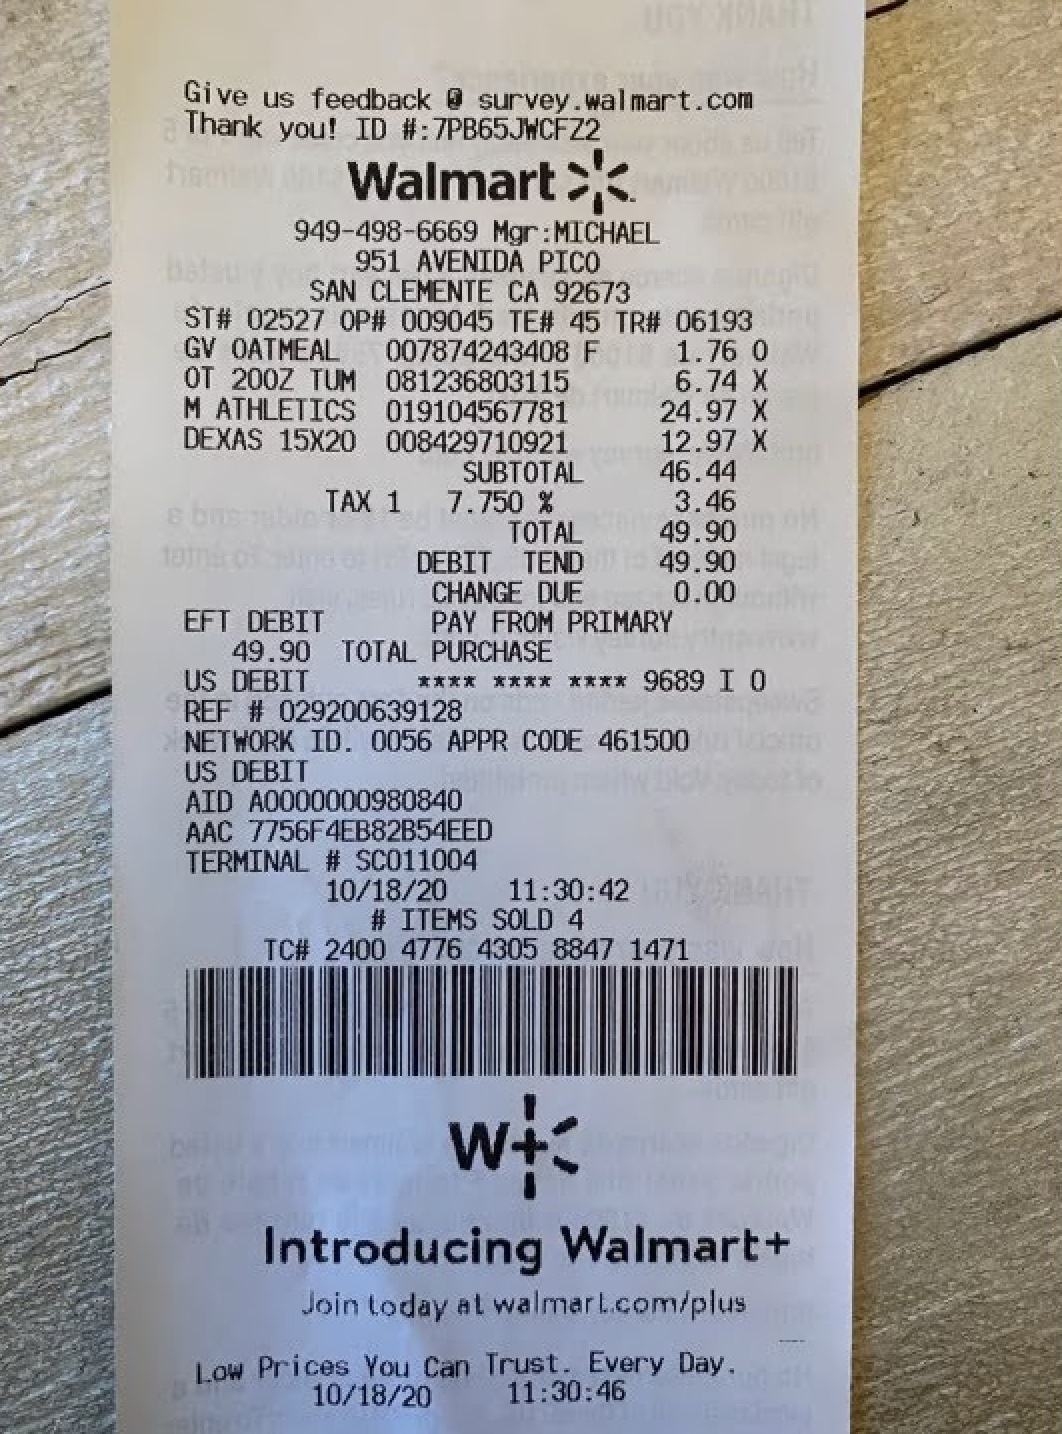 Give us feedback @ survey.walmart.com
Thank you! ID #:7PB65JWCFZ2
Walmart
949-498-6669 Mgr:MICHAEL
951 AVENIDA PICO
SAN CLEMENTE CA 92673
ST# 02527 OP# 009045 TE# 45 TR# 06193
GV OATMEAL 007874243408 F 1.76 O
OT 20OZ TUM 081236803115 6.74 X
M ATHLETICS 019104567781 24.97 X
DEXAS 15X20 008429710921 12.97 X
SUBTOTAL 46.44
TAX 1 7.750 % 3.46
TOTAL 49.90
DEBIT TEND 49.90
CHANGE DUE 0.00
EFT DEBIT PAY FROM PRIMARY
49.90 TOTAL PURCHASE
US DEBIT **** **** **** 9689 I 0
REF # 029200639128
NETWORK ID. 0056 APPR CODE 461500
US DEBIT
AID A0000000980840
AAC 7756F4EB82B54EED
TERMINAL # SC011004
10/18/20 11:30:42
# ITEMS SOLD 4
TC# 2400 4776 4305 8847 1471
W+
Introducing Walmart+
Join today at walmart.com/plus
Low Prices You Can Trust. Every Day.
10/18/20 11:30:46